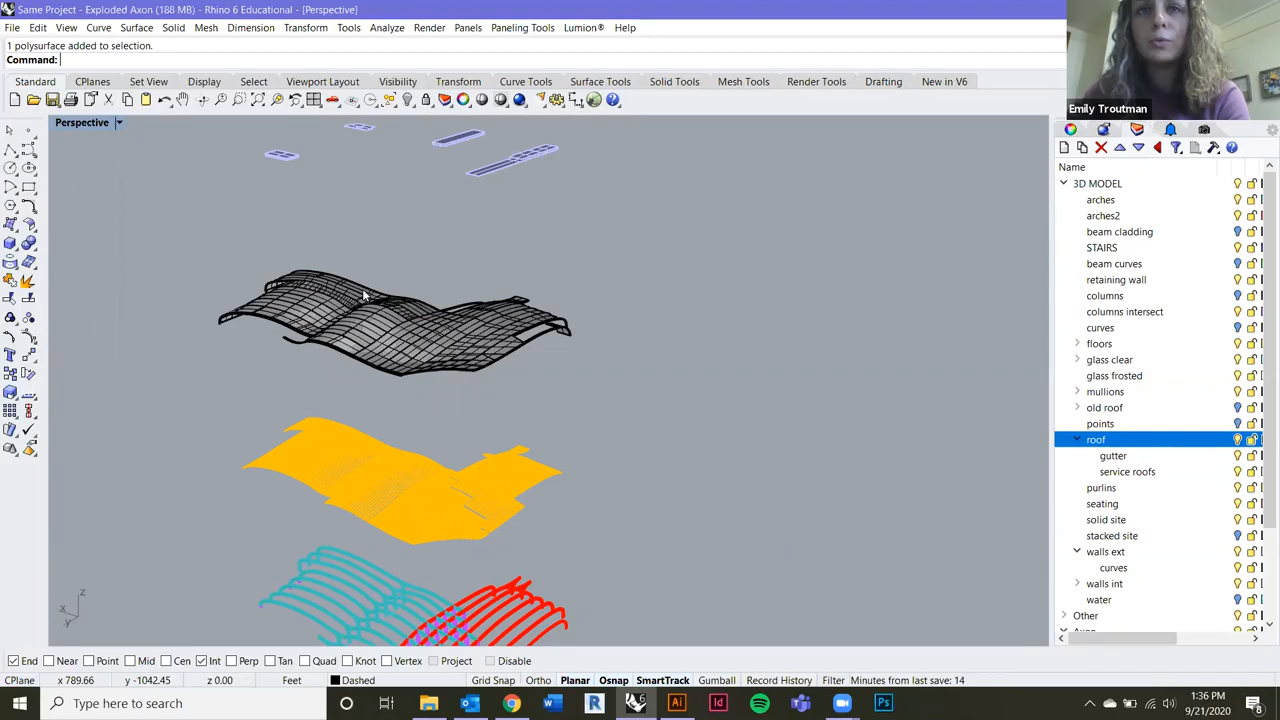 Same Project - Exploded Axon (188 MB) - Rhino 6 Educational - [Perspective]
File Edit View Curve Surface Solid Mesh Dimension Transform Tools Analyze Render Panels Paneling Tools Lumion® Help
1 polysurface added to selection.
Command:
Standard CPlanes Set View Display Select Viewport Layout Visibility Transform Curve Tools Surface Tools Solid Tools Mesh Tools Render Tools Drafting New in V6
Emily Troutman
Perspective
Name
3D MODEL
arches
arches2
beam cladding
STAIRS
beam curves
retaining wall
columns
columns intersect
curves
floors
glass clear
glass frosted
mullions
old roof
points
roof
gutter
service roofs
purlins
seating
solid site
stacked site
walls ext
curves
walls int
water
Other
z
x
y
End Near Point Mid Cen Int Perp Tan Quad Knot Vertex Project Disable
CPlane x 789.66 y -1042.45 z 0.00 Feet Dashed Grid Snap Ortho Planar Osnap SmartTrack Gumball Record History Filter Minutes from last save: 14
Type here to search
1:36 PM
9/21/2020